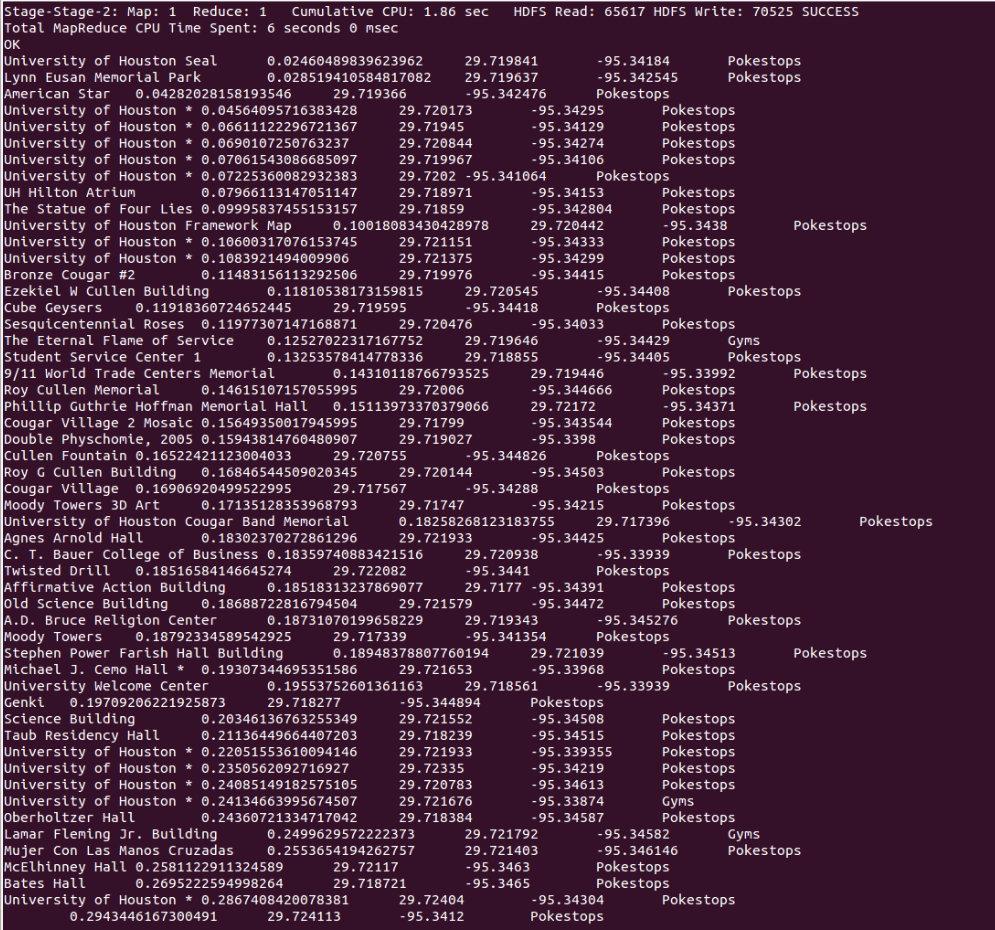 Stage-Stage-2: Map: 1  Reduce: 1   Cumulative CPU: 1.86 sec   HDFS Read: 65617 HDFS Write: 70525 SUCCESS
Total MapReduce CPU Time Spent: 6 seconds 0 msec
OK
University of Houston Seal	0.02460489839623962	29.719841	-95.34184	Pokestops
Lynn Eusan Memorial Park	0.028519410584817082	29.719637	-95.342545	Pokestops
American Star	0.04282028158193546	29.719366	-95.342476	Pokestops
University of Houston *	0.04564095716383428	29.720173	-95.34295	Pokestops
University of Houston *	0.06611122296721367	29.71945	-95.34129	Pokestops
University of Houston *	0.0690107250763237	29.720844	-95.34274	Pokestops
University of Houston *	0.07061543086685097	29.719967	-95.34106	Pokestops
University of Houston *	0.07225360082932383	29.7202	-95.341064	Pokestops
UH Hilton Atrium	0.07966113147051147	29.718971	-95.34153	Pokestops
The Statue of Four Lies	0.09995837455153157	29.71859	-95.342804	Pokestops
University of Houston Framework Map	0.10018083430428978	29.720442	-95.3438	Pokestops
University of Houston *	0.10600317076153745	29.721151	-95.34333	Pokestops
University of Houston *	0.1083921494009906	29.721375	-95.34299	Pokestops
Bronze Cougar #2	0.11483156113292506	29.719976	-95.34415	Pokestops
Ezekiel W Cullen Building	0.11810538173159815	29.720545	-95.34408	Pokestops
Cube Geysers	0.11918360724652445	29.719595	-95.34418	Pokestops
Sesquicentennial Roses	0.11977307147168871	29.720476	-95.34033	Pokestops
The Eternal Flame of Service	0.12527022317167752	29.719646	-95.34429	Gyms
Student Service Center 1	0.13253578414778336	29.718855	-95.34405	Pokestops
9/11 World Trade Centers Memorial	0.14310118766793525	29.719446	-95.33992	Pokestops
Roy Cullen Memorial	0.14615107157055995	29.72006	-95.344666	Pokestops
Phillip Guthrie Hoffman Memorial Hall	0.15113973370379066	29.72172	-95.34371	Pokestops
Cougar Village 2 Mosaic	0.15649350017945995	29.71799	-95.343544	Pokestops
Double Physchomie, 2005	0.15943814760480907	29.719027	-95.3398	Pokestops
Cullen Fountain	0.16522421123004033	29.720755	-95.344826	Pokestops
Roy G Cullen Building	0.16846544509020345	29.720144	-95.34503	Pokestops
Cougar Village	0.16906920499522995	29.717567	-95.34288	Pokestops
Moody Towers 3D Art	0.17135128353968793	29.71747	-95.34215	Pokestops
University of Houston Cougar Band Memorial	0.18258268123183755	29.717396	-95.34302	Pokestops
Agnes Arnold Hall	0.18302370272861296	29.721933	-95.34425	Pokestops
C. T. Bauer College of Business	0.18359740883421516	29.720938	-95.33939	Pokestops
Twisted Drill	0.18516584146645274	29.722082	-95.3441	Pokestops
Affirmative Action Building	0.18518313237869077	29.7177	-95.34391	Pokestops
Old Science Building	0.18688722816794504	29.721579	-95.34472	Pokestops
A.D. Bruce Religion Center	0.18731070199658229	29.719343	-95.345276	Pokestops
Moody Towers	0.18792334589542925	29.717339	-95.341354	Pokestops
Stephen Power Farish Hall Building	0.18948378807760194	29.721039	-95.34513	Pokestops
Michael J. Cemo Hall *	0.19307344695351586	29.721653	-95.33968	Pokestops
University Welcome Center	0.19553752601361163	29.718561	-95.33939	Pokestops
Genki	0.19709206221925873	29.718277	-95.344894	Pokestops
Science Building	0.20346136763255349	29.721552	-95.34508	Pokestops
Taub Residency Hall	0.21136449664407203	29.718239	-95.34515	Pokestops
University of Houston *	0.22051553610094146	29.721933	-95.339355	Pokestops
University of Houston *	0.2350562092716927	29.72335	-95.34219	Pokestops
University of Houston *	0.24085149182575105	29.720783	-95.34613	Pokestops
University of Houston *	0.24134663995674507	29.721676	-95.33874	Gyms
Oberholtzer Hall	0.24360721334717042	29.718384	-95.34587	Pokestops
Lamar Fleming Jr. Building	0.2499629572222373	29.721792	-95.34582	Gyms
Mujer Con Las Manos Cruzadas	0.2553654194262757	29.721403	-95.346146	Pokestops
McElhinney Hall	0.2581122911324589	29.72117	-95.3463	Pokestops
Bates Hall	0.2695222594998264	29.718721	-95.3465	Pokestops
University of Houston *	0.2867408420078381	29.72404	-95.34304	Pokestops
	0.2943446167300491	29.724113	-95.3412	Pokestops